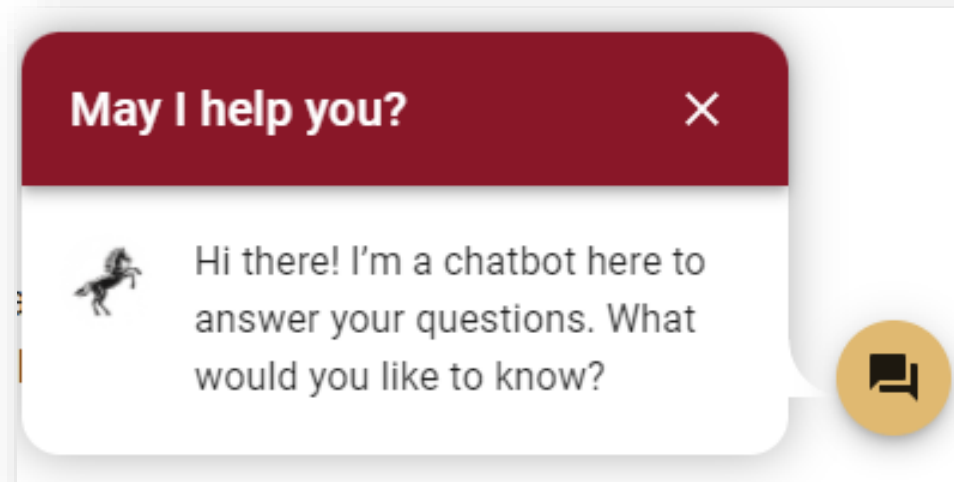 May I help you?
Hi there! I’m a chatbot here to
answer your questions. What
would you like to know?